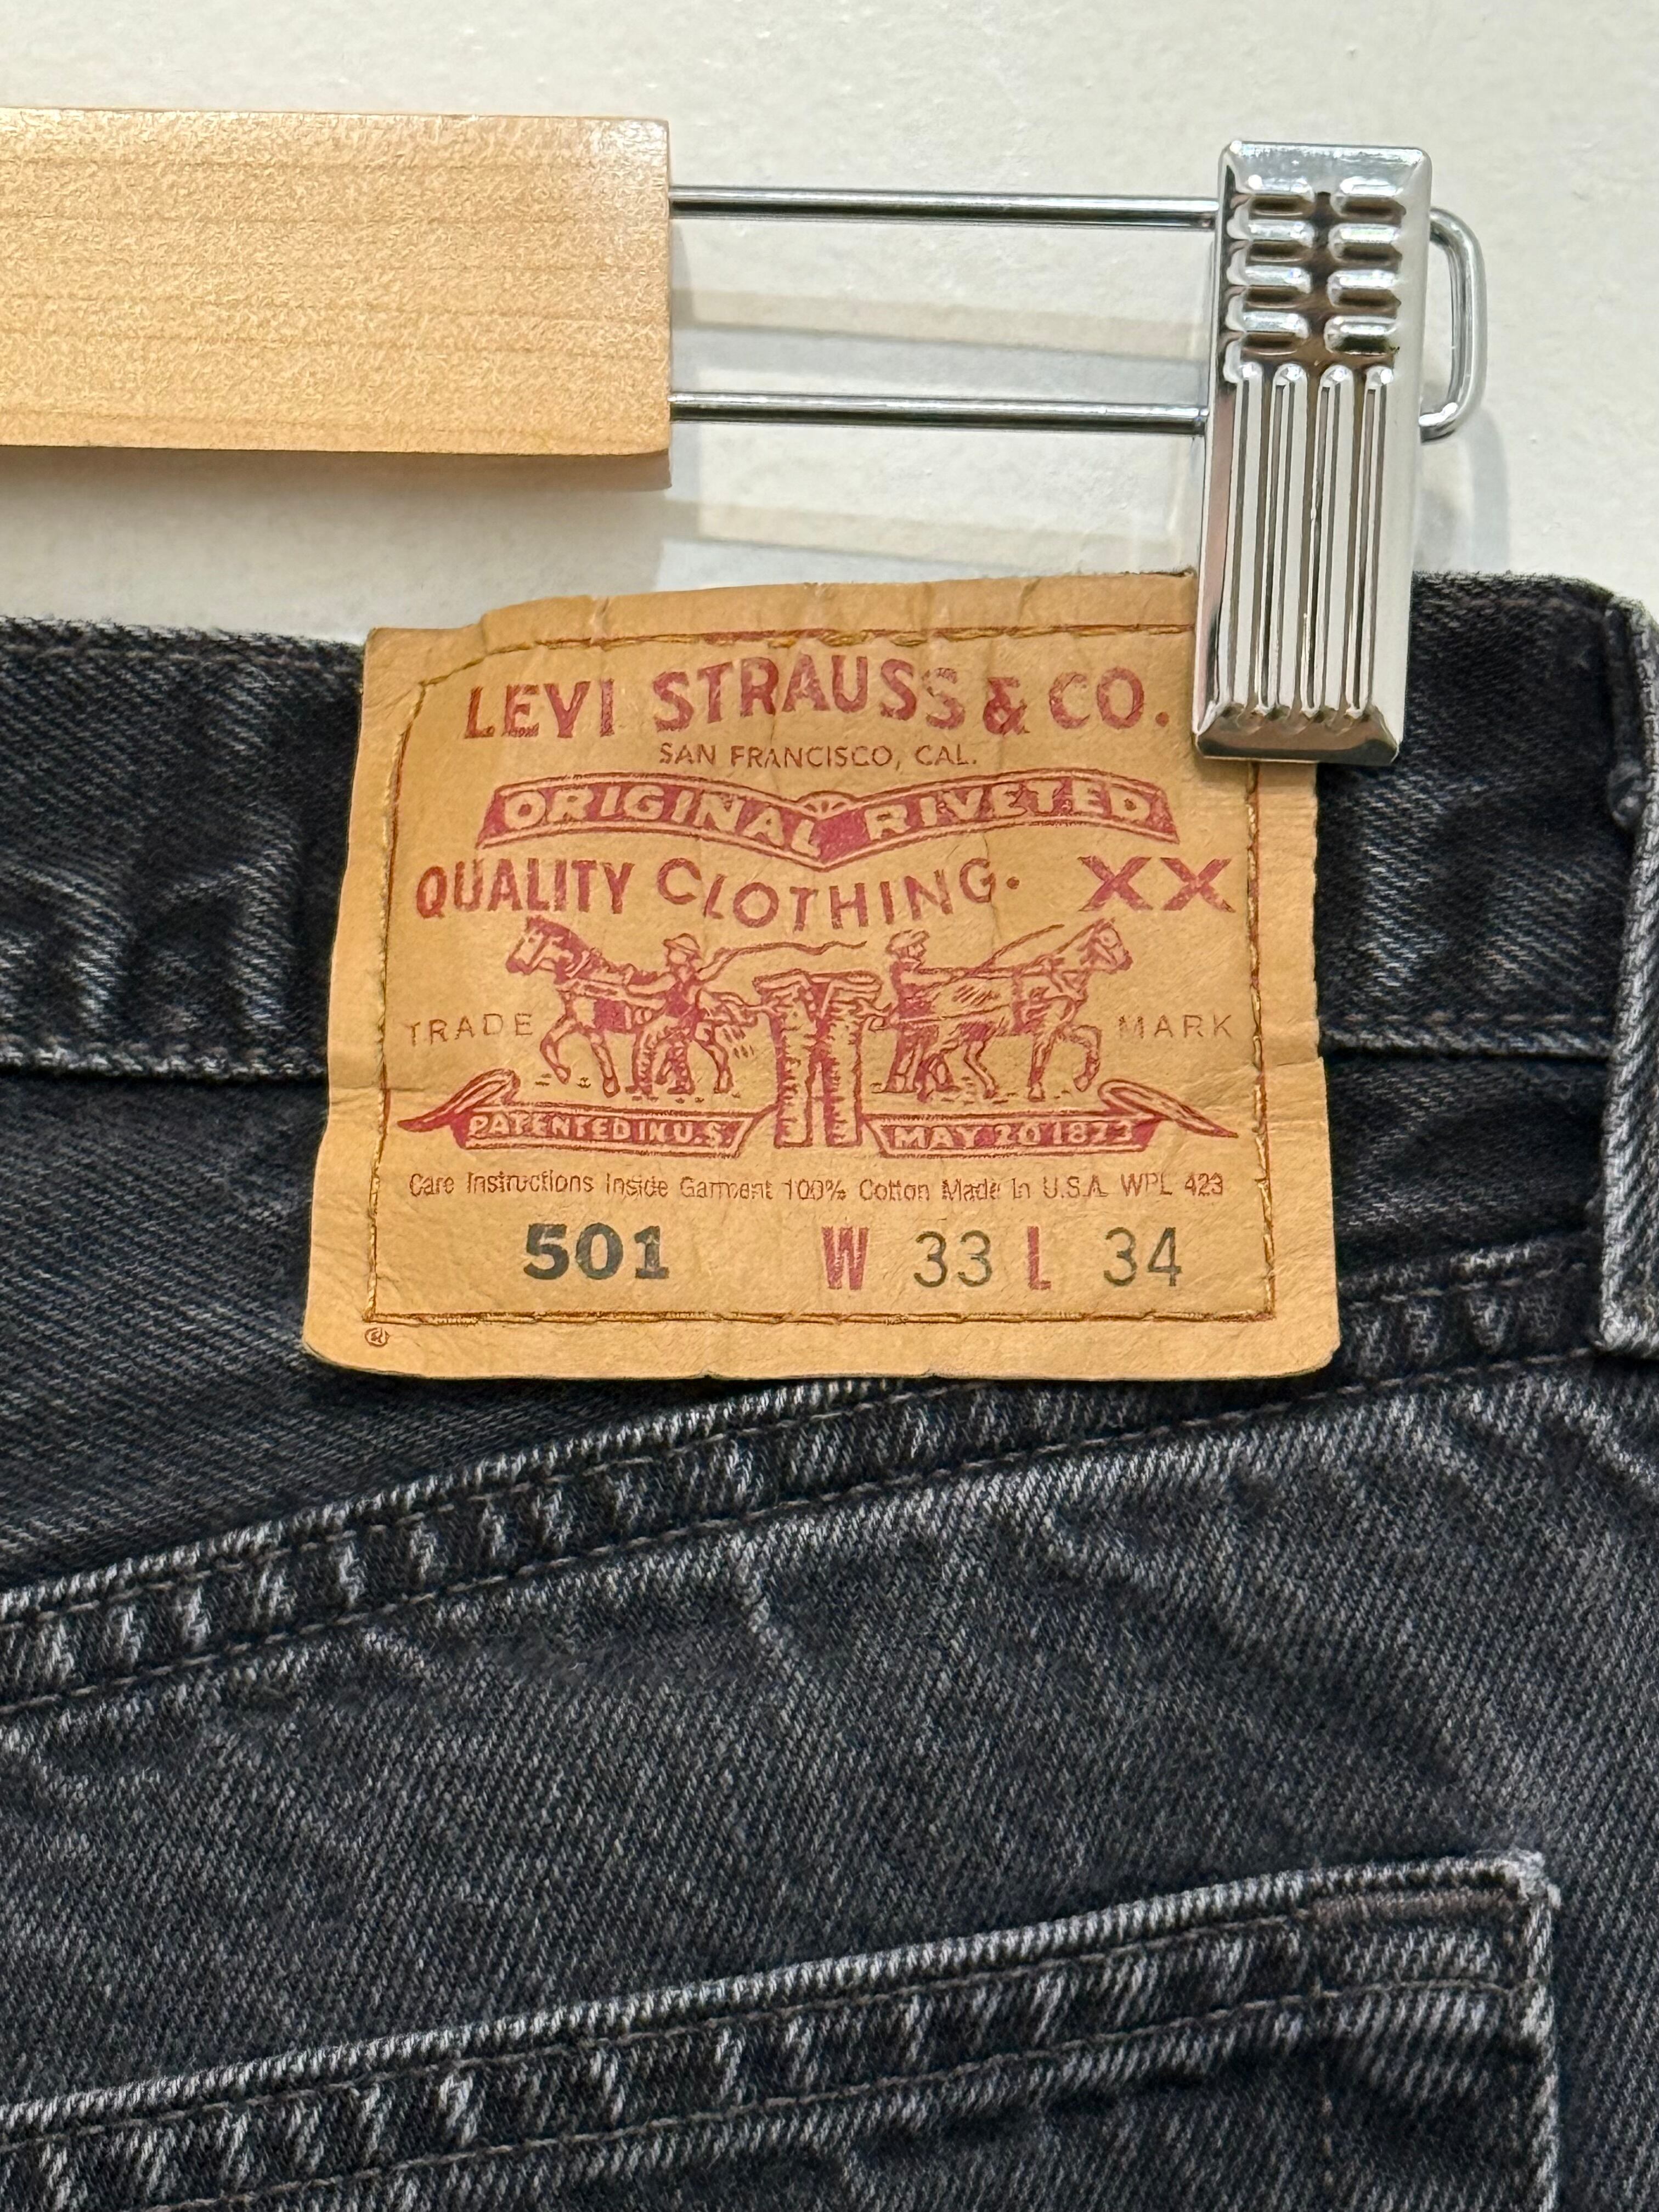 LEVI STRAUSS & CO.
SAN FRANCISCO, CAL.
ORIGINAL RIVETED
QUALITY CLOTHING. XX
TRADE MARK
PATENTED IN U.S. MAY 20 1873
Care Instructions Inside Garment 100% Cotton Made in U.S.A. WPL 423
501 W 33 L 34
®